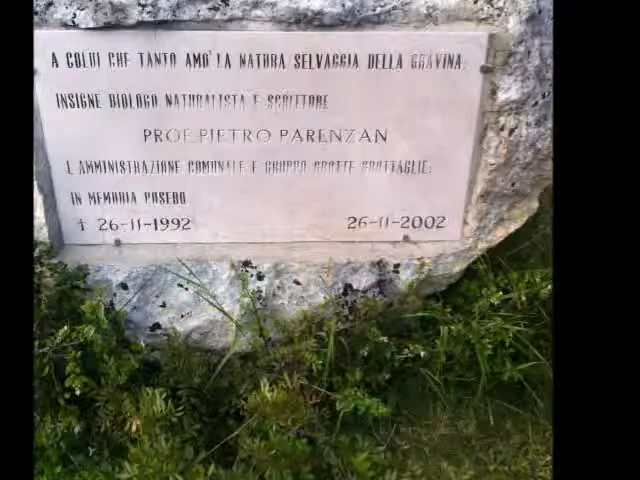 A COLUI CHE TANTO AMO' LA NATURA SELVAGGIA DELLA GRAVINA.
INSIGNE BIOLOGO NATURALISTA E SCRITTORE
PROF. PIETRO PARENZAN
L'AMMINISTRAZIONE COMUNALE E GRUPPO GROTTE GROTTAGLIE.
IN MEMORIA POSERO
† 26-11-1992 26-11-2002